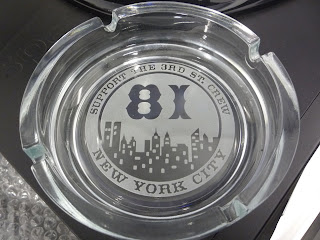 SUPPORT THE 3RD ST. CREW
81
NEW YORK CITY